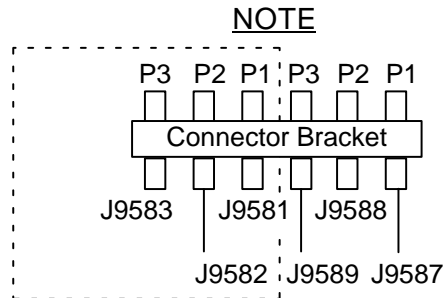 NOTE
P3 P2 P1 P3 P2 P1
Connector Bracket
J9583 J9581 J9588
J9582 J9589 J9587